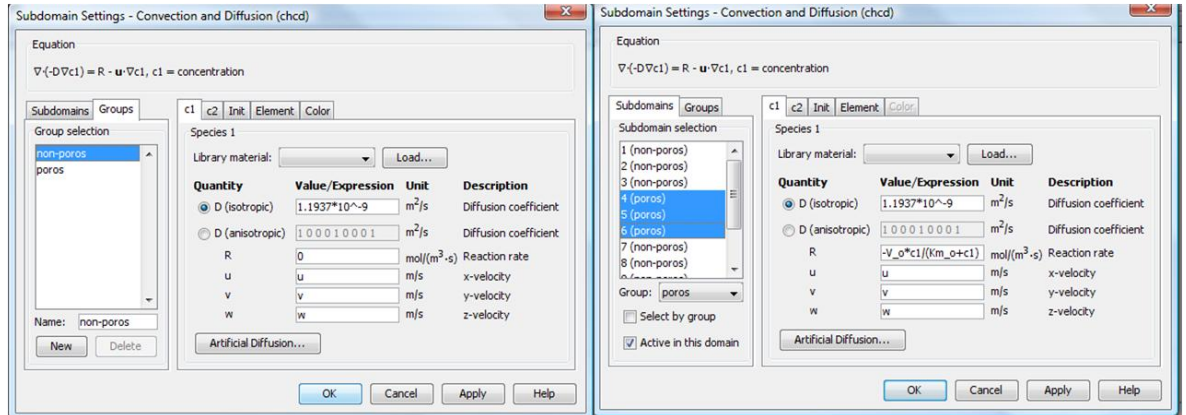 Subdomain Settings - Convection and Diffusion (chcd)
Equation
∇·(-D∇c1) = R - u·∇c1, c1 = concentration
Subdomains Groups
Group selection
non-poros
poros
Name: non-poros
New Delete
c1 c2 Init Element Color
Species 1
Library material: Load...
Quantity Value/Expression Unit Description
D (isotropic) 1.1937*10^-9 m²/s Diffusion coefficient
D (anisotropic) 1 0 0 0 1 0 0 0 1 m²/s Diffusion coefficient
R 0 mol/(m³·s) Reaction rate
u u m/s x-velocity
v v m/s y-velocity
w w m/s z-velocity
Artificial Diffusion...
OK Cancel Apply Help
Subdomain Settings - Convection and Diffusion (chcd)
Equation
∇·(-D∇c1) = R - u·∇c1, c1 = concentration
Subdomains Groups
Subdomain selection
1 (non-poros)
2 (non-poros)
3 (non-poros)
4 (poros)
5 (poros)
6 (poros)
7 (non-poros)
8 (non-poros)
Group: poros
Select by group
Active in this domain
c1 c2 Init Element Color
Species 1
Library material: Load...
Quantity Value/Expression Unit Description
D (isotropic) 1.1937*10^-9 m²/s Diffusion coefficient
D (anisotropic) 1 0 0 0 1 0 0 0 1 m²/s Diffusion coefficient
R -V_o*c1/(Km_o+c1) mol/(m³·s) Reaction rate
u u m/s x-velocity
v v m/s y-velocity
w w m/s z-velocity
Artificial Diffusion...
OK Cancel Apply Help